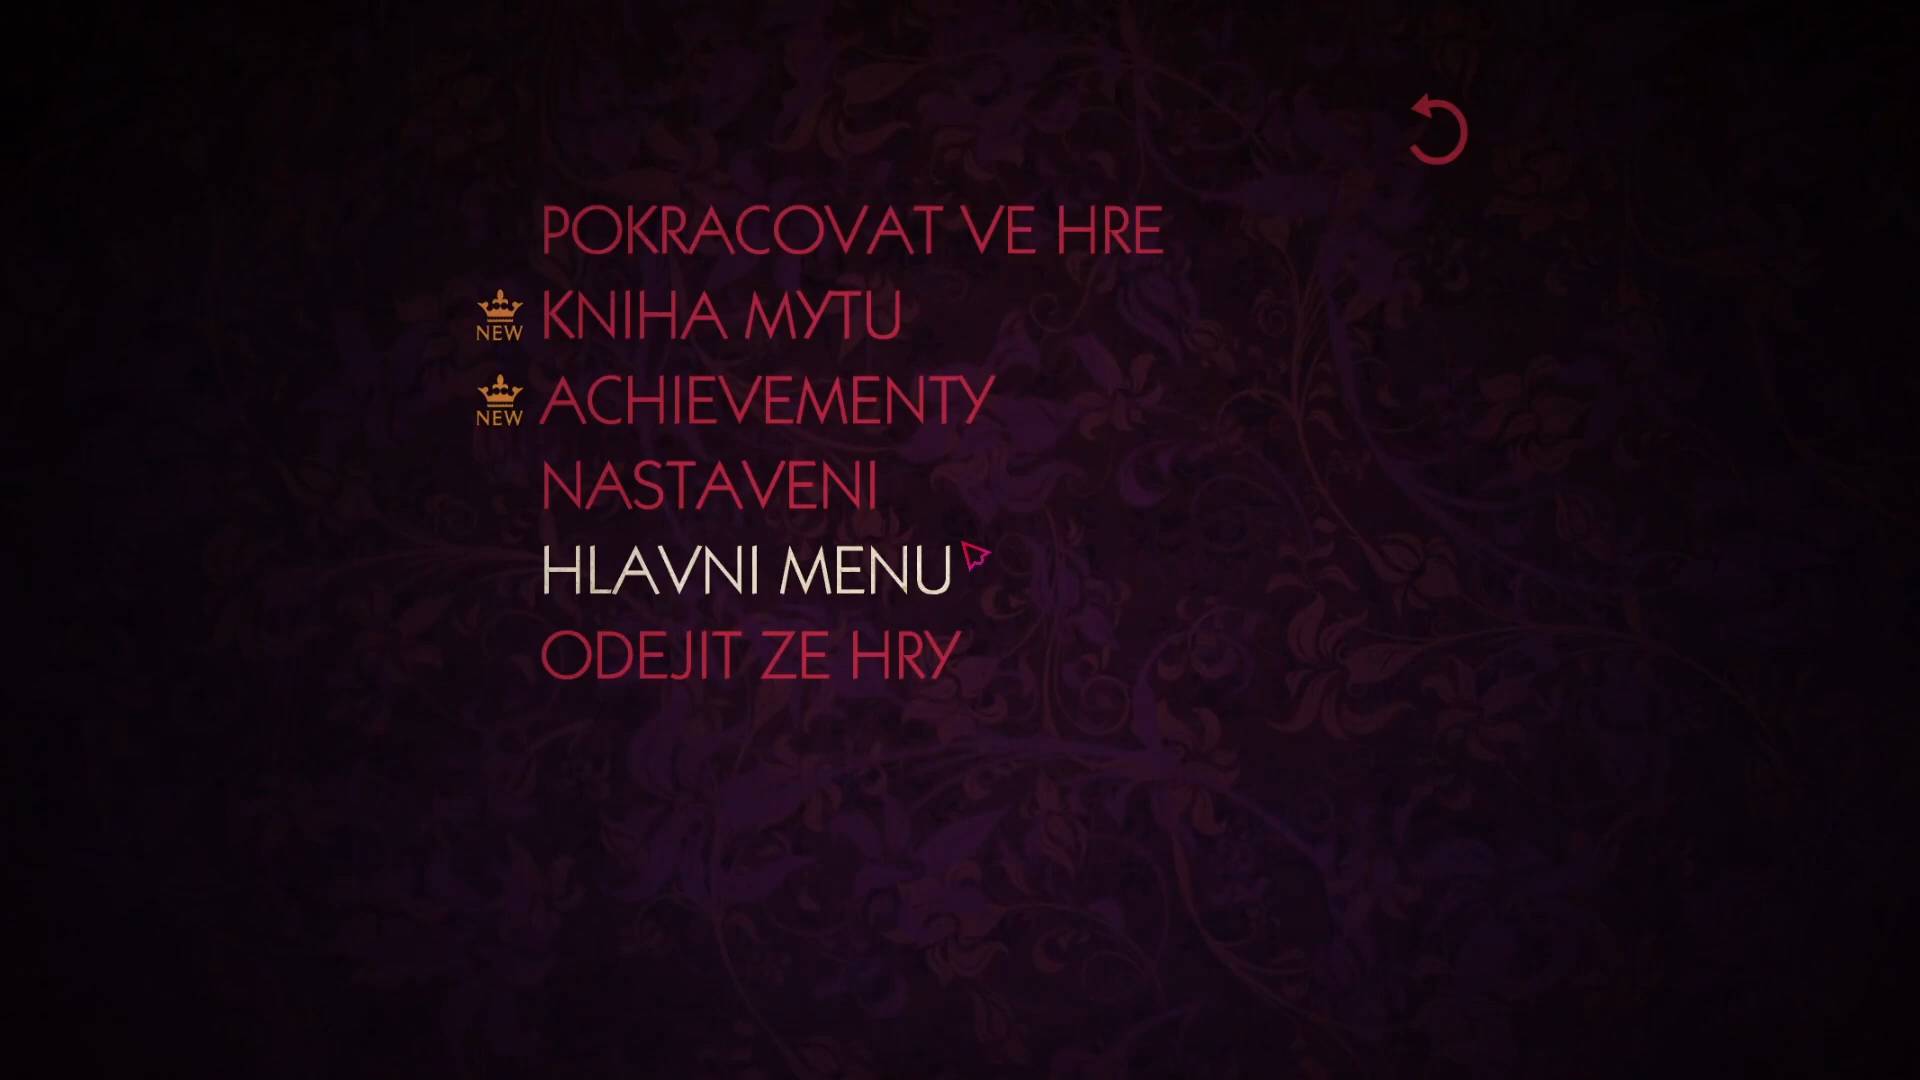 POKRACOVAT VE HRE
NEW KNIHA MYTU
NEW ACHIEVEMENTY
NASTAVENI
HLAVNI MENU
ODEJIT ZE HRY